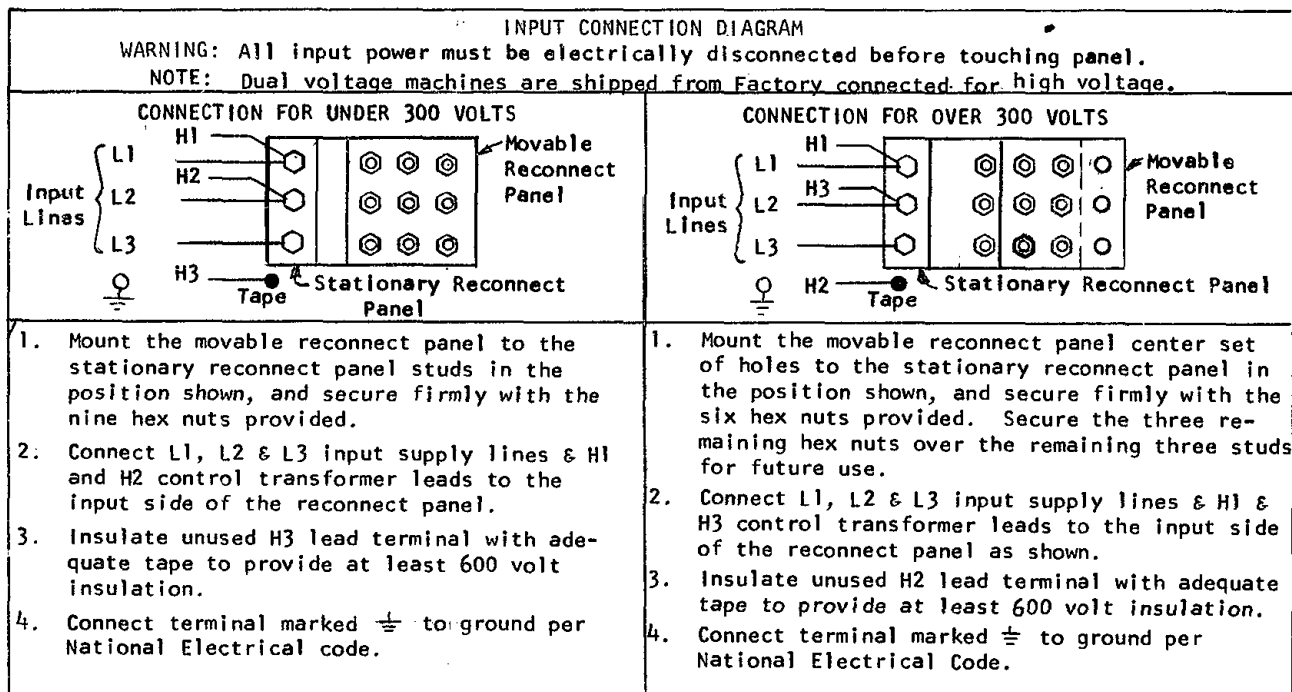 INPUT CONNECTION DIAGRAM
WARNING: All input power must be electrically disconnected before touching panel.
NOTE: Dual voltage machines are shipped from Factory connected for high voltage.
CONNECTION FOR UNDER 300 VOLTS
H1
L1
H2
Input
Lines
L2
L3
H3
Tape
Movable
Reconnect
Panel
Stationary Reconnect
Panel
1. Mount the movable reconnect panel to the
stationary reconnect panel studs in the
position shown, and secure firmly with the
nine hex nuts provided.
2. Connect L1, L2 & L3 input supply lines & H1
and H2 control transformer leads to the
input side of the reconnect panel.
3. Insulate unused H3 lead terminal with ade-
quate tape to provide at least 600 volt
insulation.
4. Connect terminal marked ⏚ to ground per
National Electrical code.
CONNECTION FOR OVER 300 VOLTS
H1
L1
H3
Input
Lines
L2
L3
H2
Tape
Movable
Reconnect
Panel
Stationary Reconnect Panel
1. Mount the movable reconnect panel center set
of holes to the stationary reconnect panel in
the position shown, and secure firmly with the
six hex nuts provided. Secure the three re-
maining hex nuts over the remaining three studs
for future use.
2. Connect L1, L2 & L3 input supply lines & H1 &
H3 control transformer leads to the input side
of the reconnect panel as shown.
3. Insulate unused H2 lead terminal with adequate
tape to provide at least 600 volt insulation.
4. Connect terminal marked ⏚ to ground per
National Electrical Code.